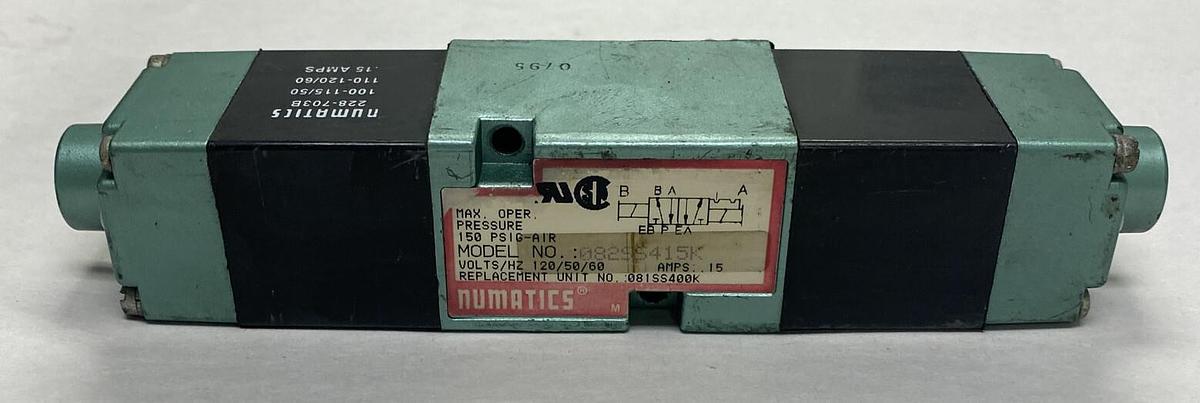 0795
NUMATICS
228-703B
100-115/50
110-120/60
.15 AMPS
B B A A
EB P EA
MAX. OPER.
PRESSURE
150 PSIG-AIR
MODEL NO.: 082SS415K
VOLTS/HZ 120/50/60 AMPS: .15
REPLACEMENT UNIT NO.:081SS400K
NUMATICS®
M